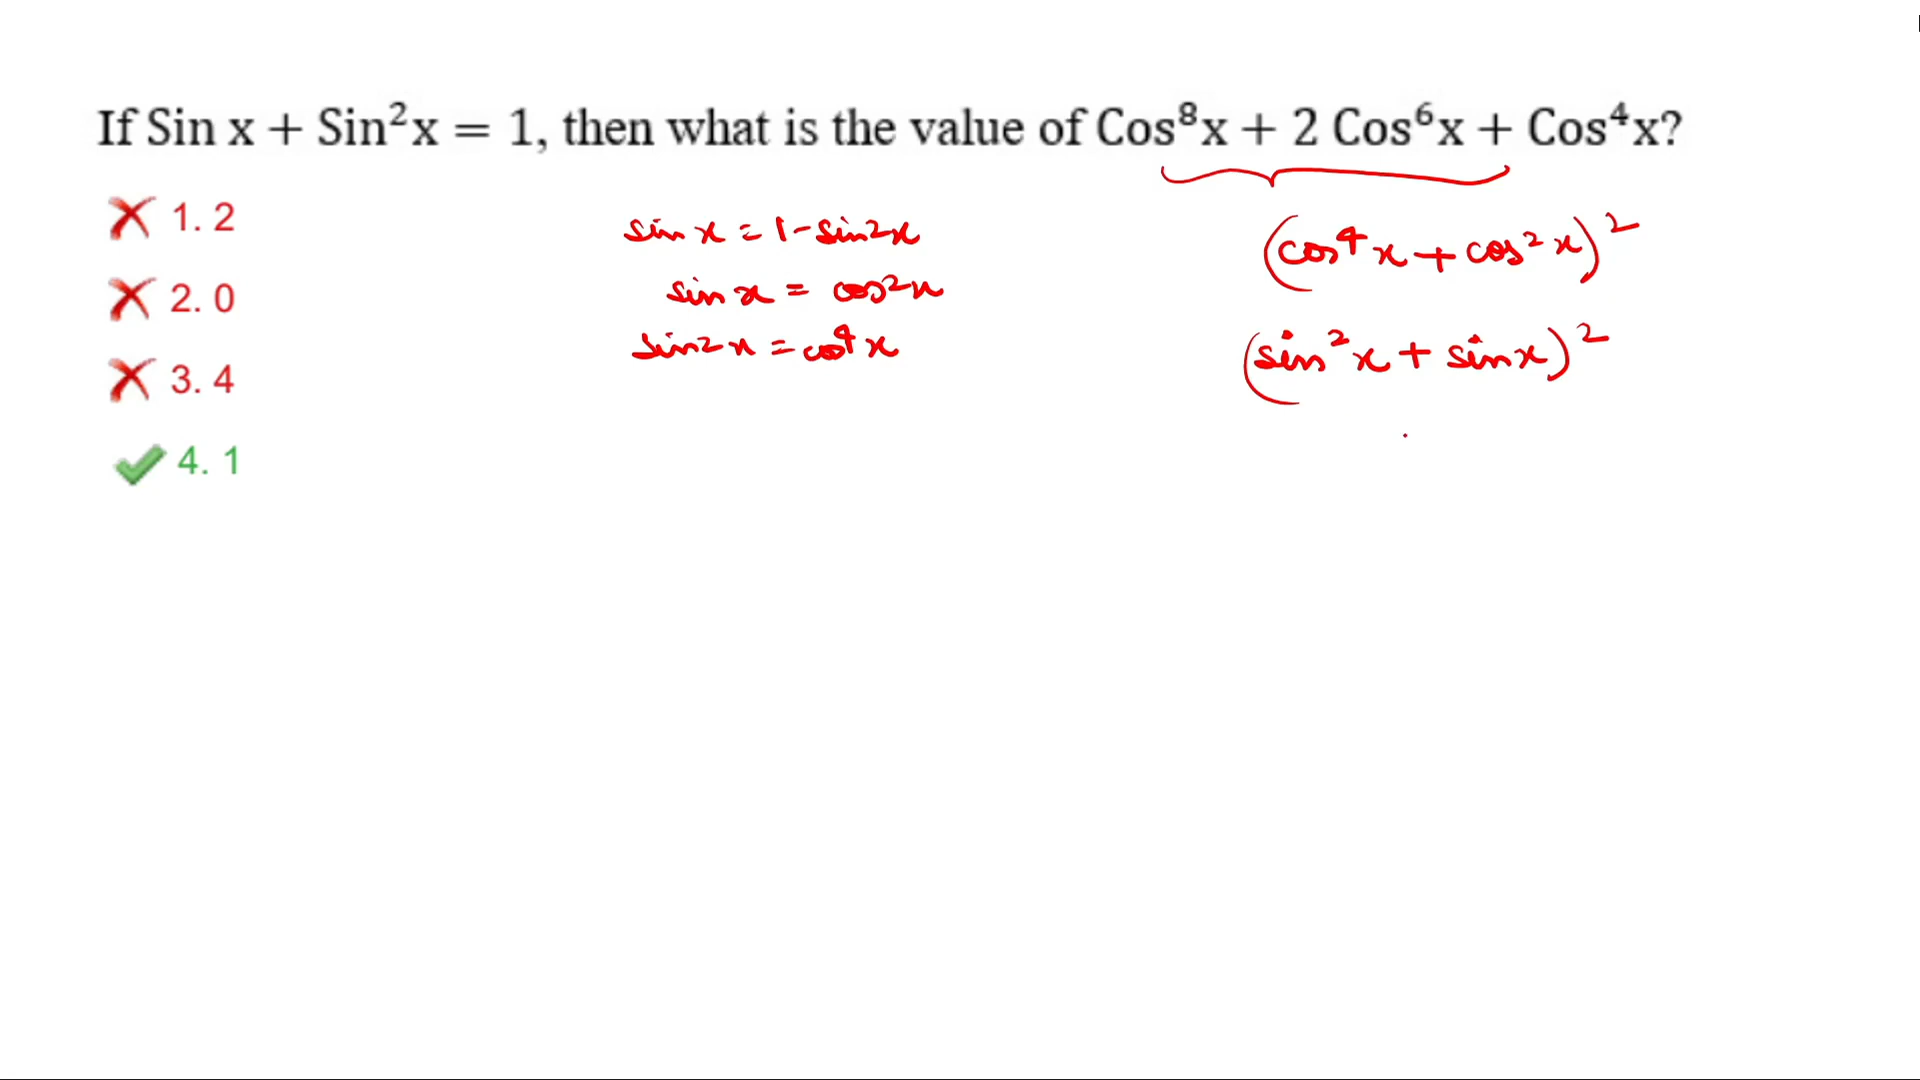 If Sin x + Sin²x = 1, then what is the value of Cos⁸x + 2 Cos⁶x + Cos⁴x?
1. 2
2. 0
3. 4
4. 1
sin x = 1 - sin²x
sin x = cos²x
sin²x = cos⁴x
(cos⁴x + cos²x)²
(sin²x + sinx)²